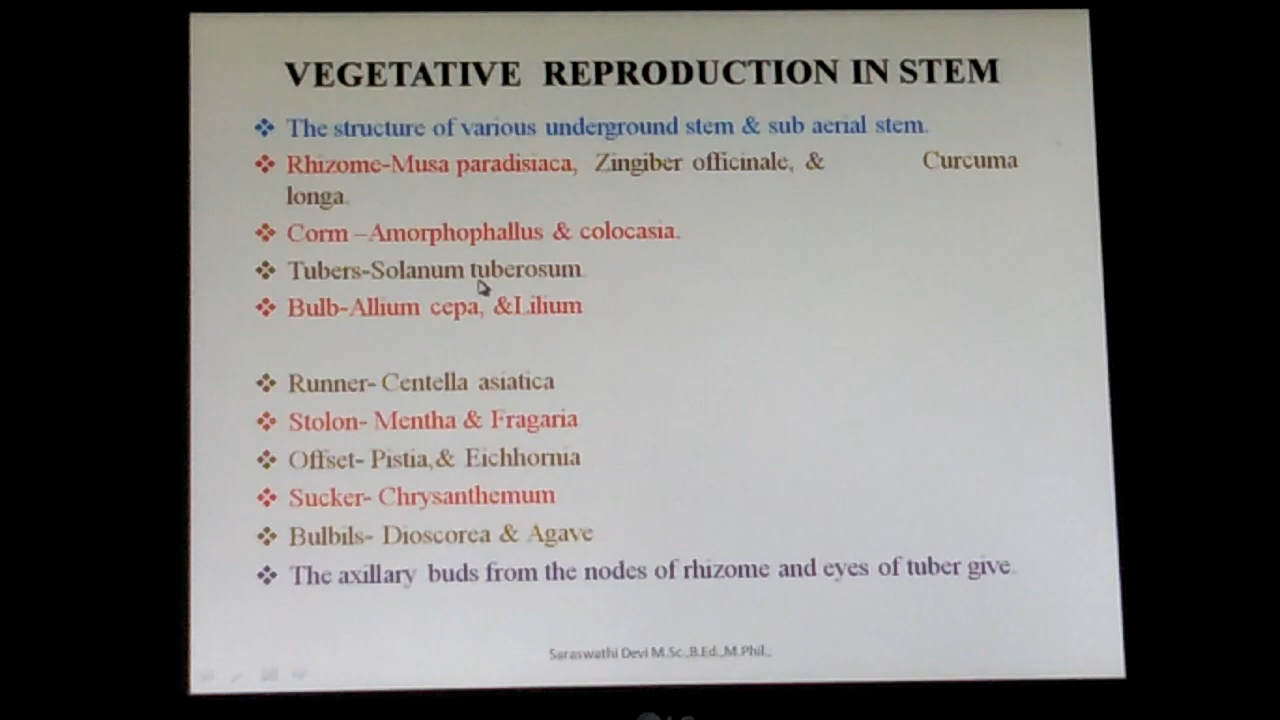 VEGETATIVE REPRODUCTION IN STEM
The structure of various underground stem & sub aerial stem.
Rhizome-Musa paradisiaca, Zingiber officinale, & Curcuma
longa.
Corm –Amorphophallus & colocasia.
Tubers-Solanum tuberosum.
Bulb-Allium cepa, &Lilium
Runner- Centella asiatica
Stolon- Mentha & Fragaria
Offset- Pistia,& Eichhornia
Sucker- Chrysanthemum
Bulbils- Dioscorea & Agave
The axillary buds from the nodes of rhizome and eyes of tuber give.
Saraswathi Devi M.Sc.,B.Ed.,M.Phil.,